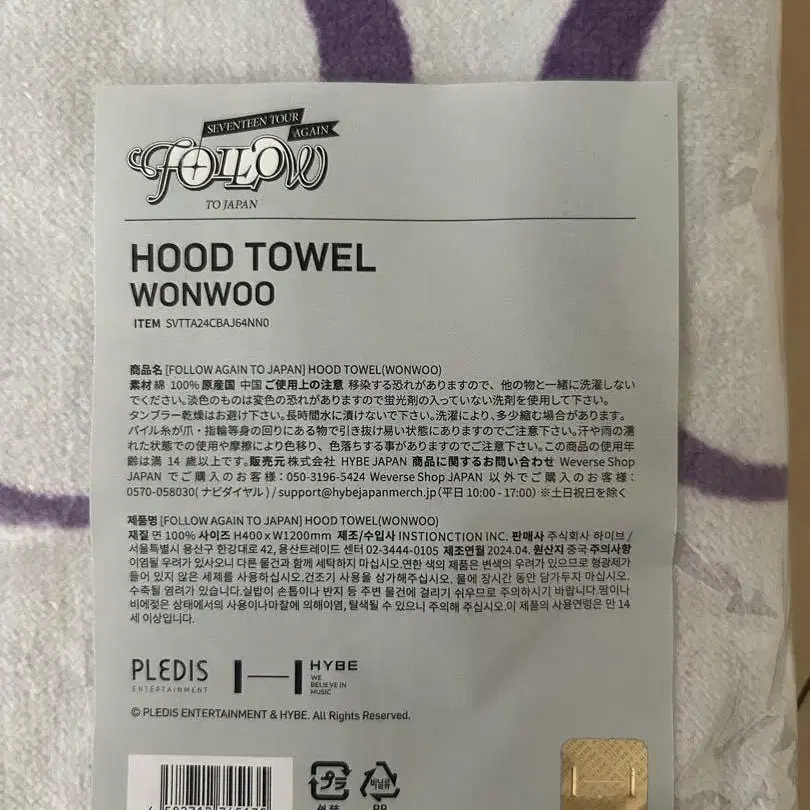 SEVENTEEN TOUR
AGAIN
FOLLOW
TO JAPAN
HOOD TOWEL
WONWOO
ITEM SVTTA24CBAJ64NN0
商品名 [FOLLOW AGAIN TO JAPAN] HOOD TOWEL(WONWOO)
素材 綿 100% 原産国 中国 ご使用上の注意 移染する恐れがありますので、他の物と一緒に洗濯しない
でください。淡色のものは変色の恐れがありますので蛍光剤の入っていない洗剤を使用して下さい。
タンブラー乾燥はお避け下さい。長時間水に漬けないで下さい。洗濯により、多少縮む場合があります。
パイル糸が爪・指輪等身の回りにある物で引き抜け易い状態にありますのでご注意下さい。汗や雨の濡
れた状態での使用や摩擦により色移り、色落ちする事がありますのでご注意下さい。この商品の使用年
齢は満 14 歳以上です。販売元 株式会社 HYBE JAPAN 商品に関するお問い合わせ Weverse Shop
JAPAN でご購入のお客様：050-3196-5424 Weverse Shop JAPAN 以外でご購入のお客様：
0570-058030( ナビダイヤル ) / support@hybejapanmerch.jp (平日 10:00 - 17:00) ※土日祝日を除く
제품명 [FOLLOW AGAIN TO JAPAN] HOOD TOWEL(WONWOO)
재질 면 100% 사이즈 H400 x W1200mm 제조/수입사 INSTIONCTION INC. 판매사 주식회사 하이브 /
서울특별시 용산구 한강대로 42, 용산트레이드 센터 02-3444-0105 제조연월 2024.04. 원산지 중국 주의사항
이염될 우려가 있사오니 다른 물건과 함께 세탁하지 마십시오.연한 색의 제품은 변색의 우려가 있으므로 형광제가
들어 있지 않은 세제를 사용하십시오.건조기 사용을 삼가해주십시오. 물에 장시간 동안 담가두지 마십시오.
수축될 염려가 있습니다.실밥이 손톱이나 반지 등 주변 물건에 걸리기 쉬우므로 주의하시기 바랍니다.땀이나
비에젖은 상태에서의 사용이나마찰에 의해이염, 탈색될 수 있으니 주의해 주십시오.이 제품의 사용연령은 만 14
세 이상입니다.
PLEDIS
ENTERTAINMENT
HYBE
WE
BELIEVE IN
MUSIC
© PLEDIS ENTERTAINMENT & HYBE. All Rights Reserved.
プラ
비닐류